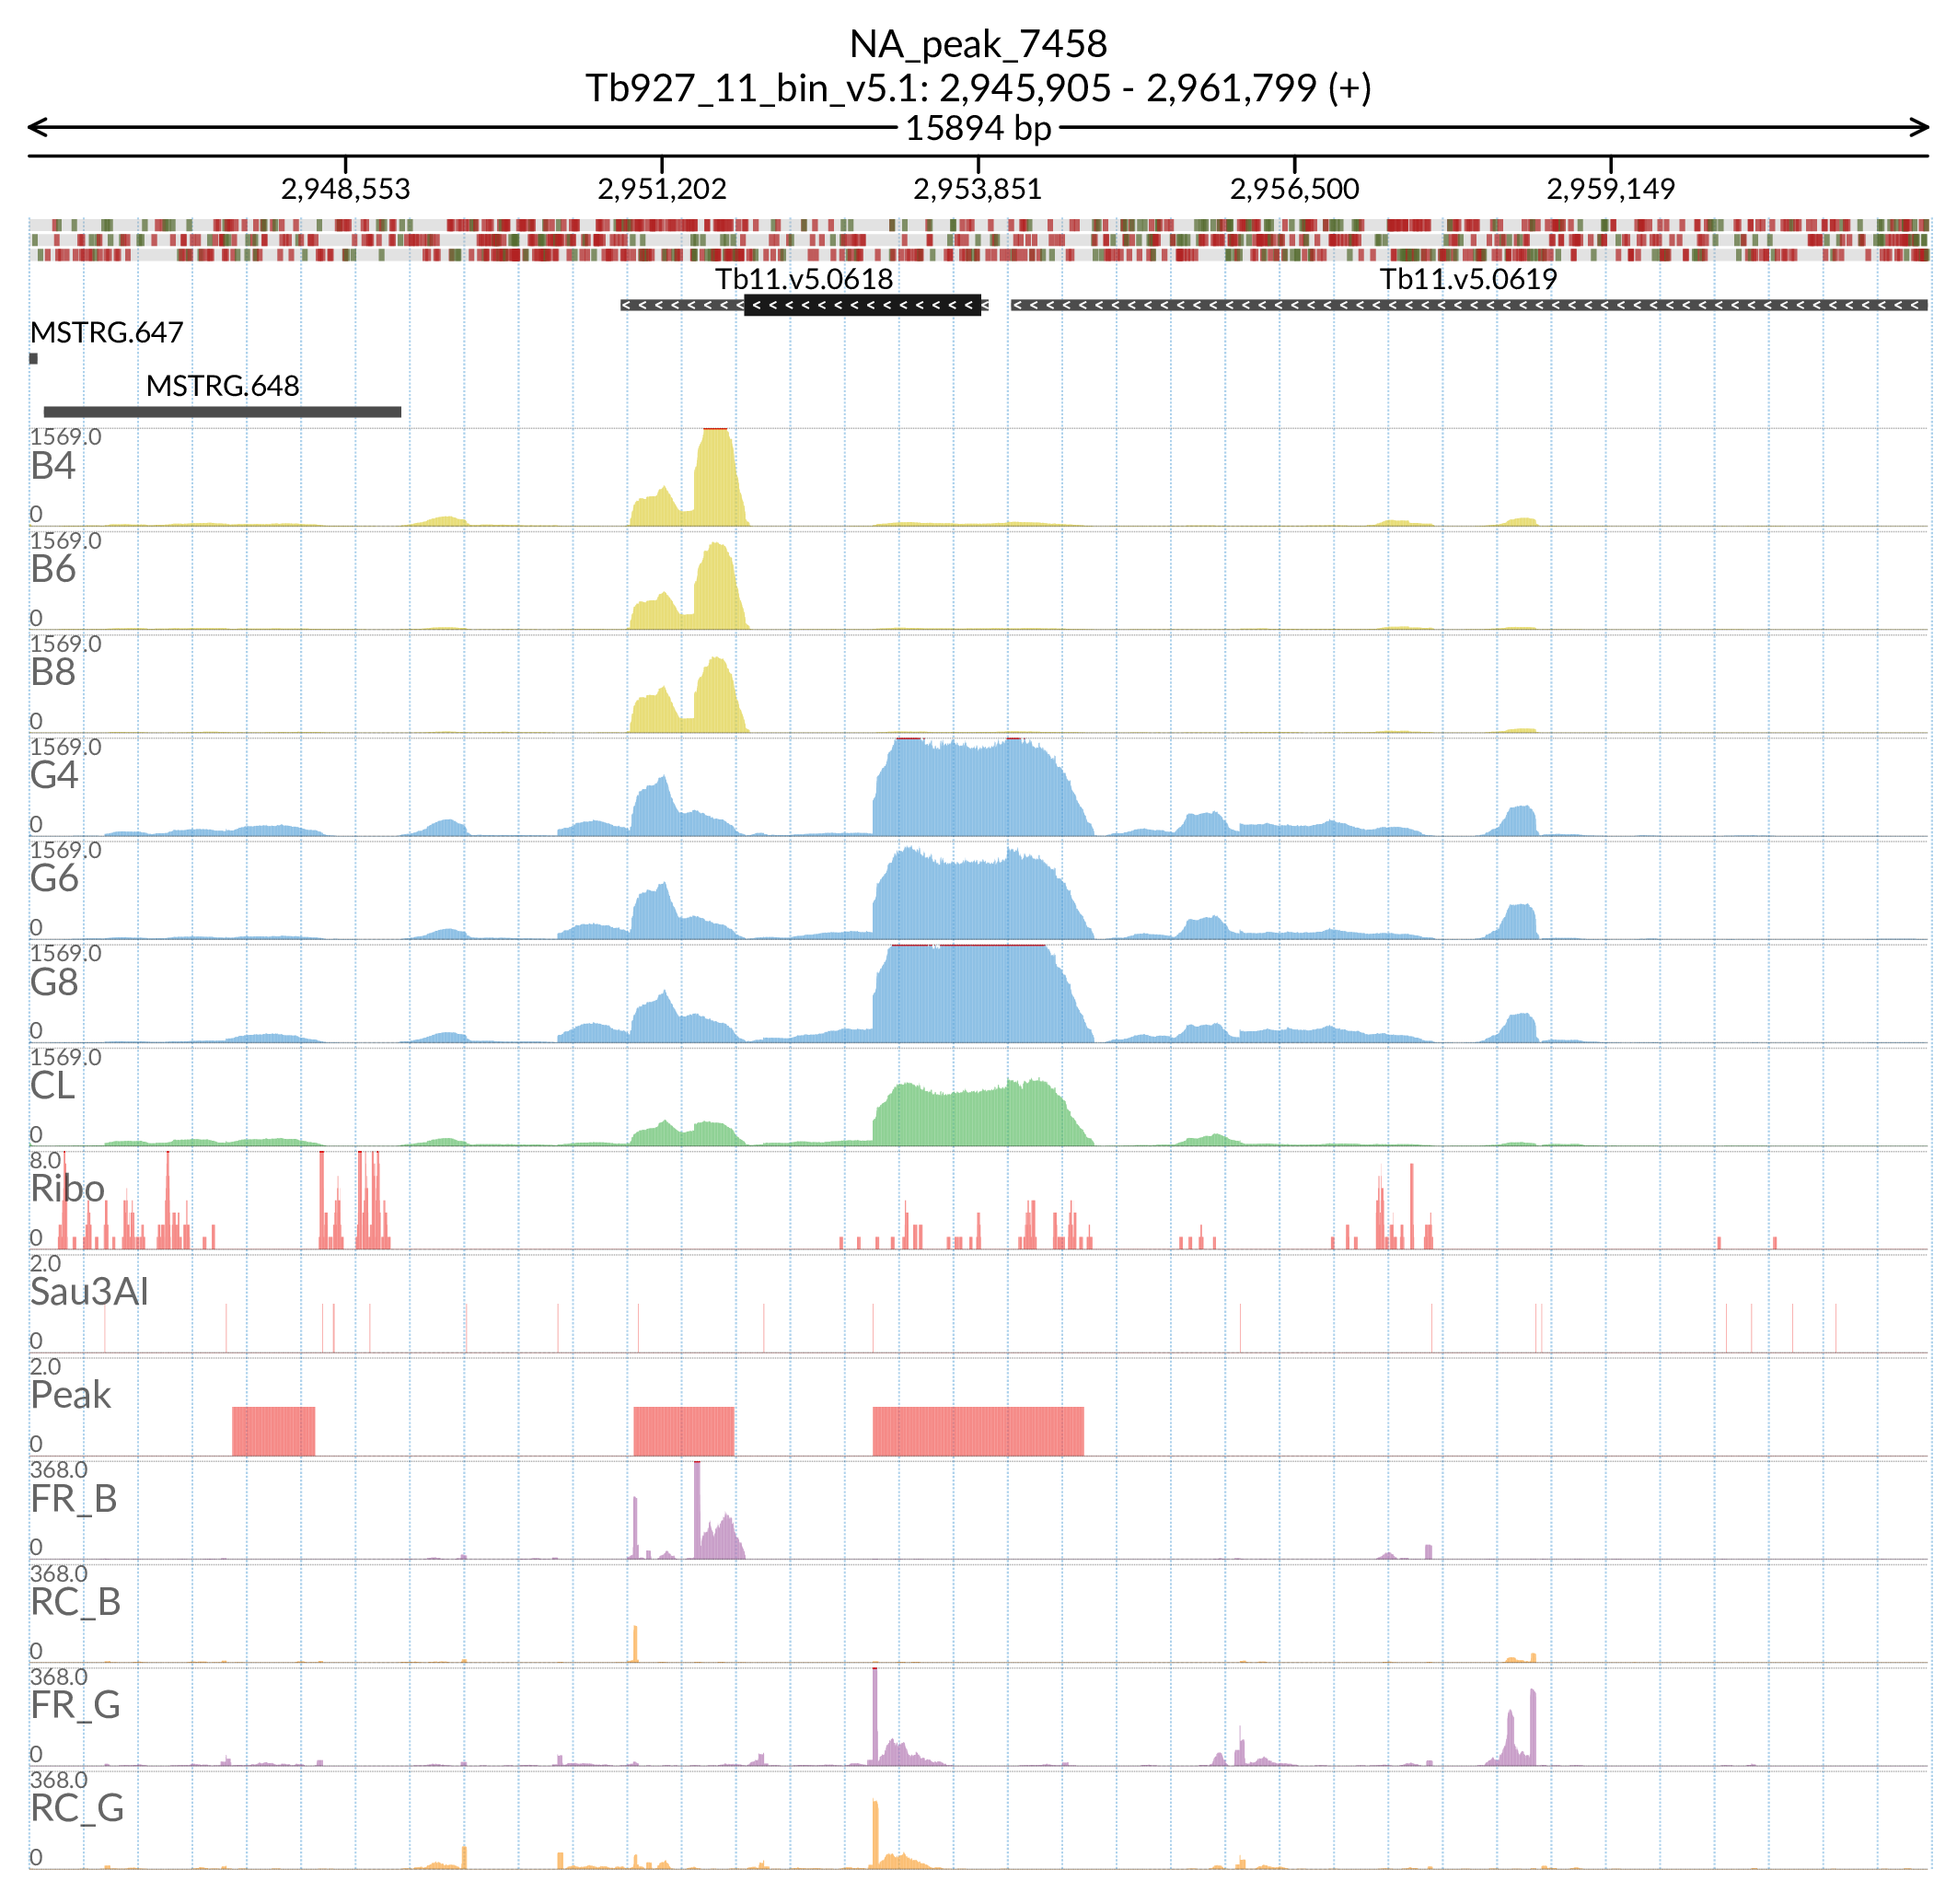 NA_peak_7458
Tb927_11_bin_v5.1: 2,945,905 - 2,961,799 (+)
15894 bp
2,948,553 2,951,202 2,953,851 2,956,500 2,959,149
Tb11.v5.0618 Tb11.v5.0619
MSTRG.647
MSTRG.648
1569.0
B4
0
1569.0
B6
0
1569.0
B8
0
1569.0
G4
0
1569.0
G6
0
1569.0
G8
0
1569.0
CL
0
8.0
Ribo
0
2.0
Sau3AI
0
2.0
Peak
0
368.0
FR_B
0
368.0
RC_B
0
368.0
FR_G
0
368.0
RC_G
0